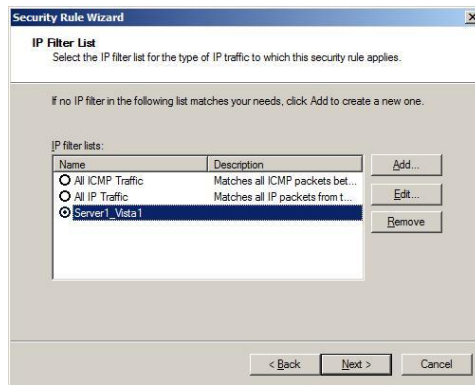 Security Rule Wizard
IP Filter List
Select the IP filter list for the type of IP traffic to which this security rule applies.
If no IP filter in the following list matches your needs, click Add to create a new one.
IP filter lists:
Name Description
All ICMP Traffic Matches all ICMP packets bet...
All IP Traffic Matches all IP packets from t...
Server1_Vista1
Add...
Edit...
Remove
< Back Next > Cancel